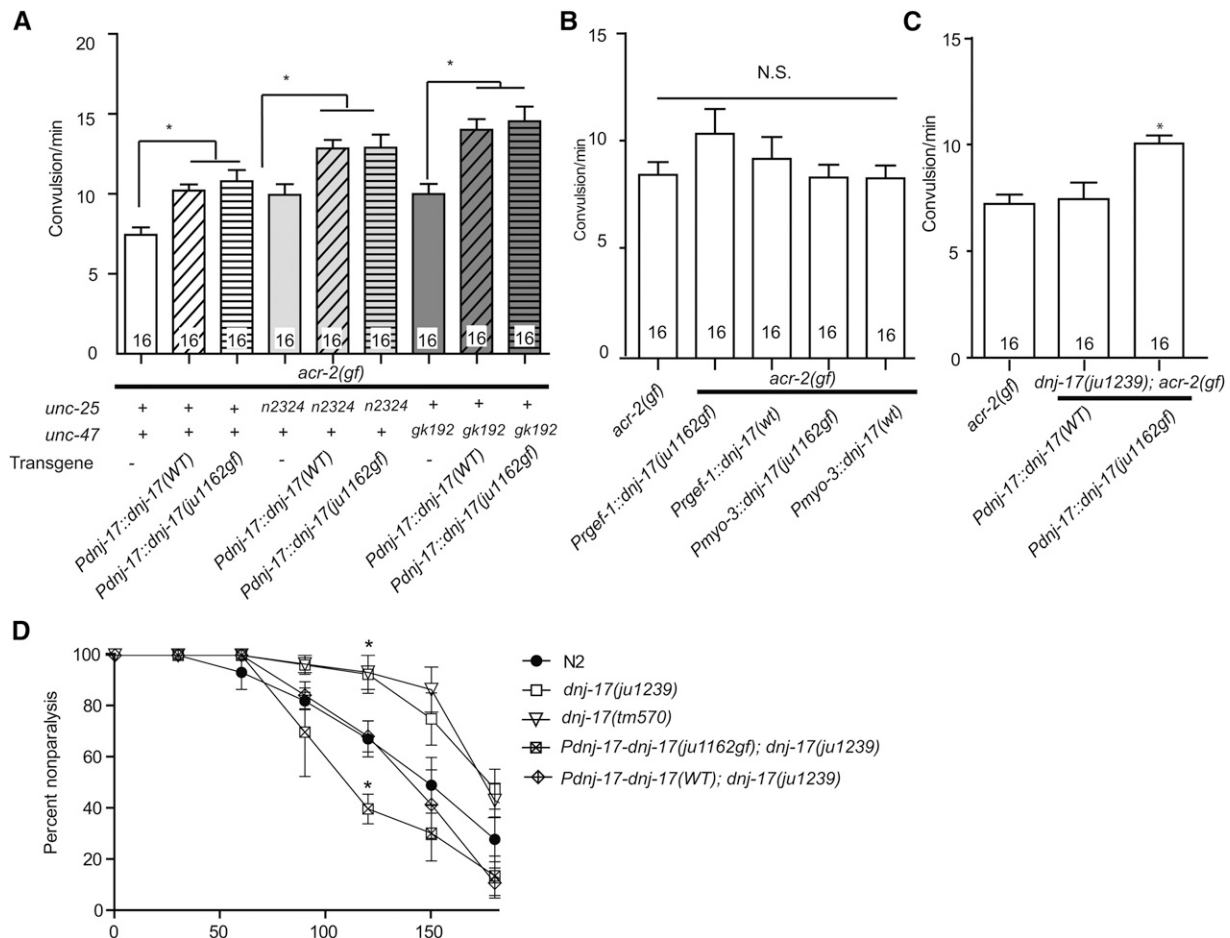 A
20
15
10
5
0
Convulsion/min
*
*
*
16 16 16 16 16 16 16 16 16
acr-2(gf)
unc-25 + + + n2324 n2324 n2324 + + +
unc-47 + + + + + + gk192 gk192 gk192
Transgene - - -
Pdnj-17::dnj-17(WT)
Pdnj-17::dnj-17(ju1162gf)
Pdnj-17::dnj-17(WT)
Pdnj-17::dnj-17(ju1162gf)
Pdnj-17::dnj-17(WT)
Pdnj-17::dnj-17(ju1162gf)
B
15
10
5
0
Convulsion/min
N.S.
16 16 16 16 16
acr-2(gf)
acr-2(gf)
Prgef-1::dnj-17(ju1162gf)
Prgef-1::dnj-17(wt)
Pmyo-3::dnj-17(ju1162gf)
Pmyo-3::dnj-17(wt)
C
15
10
5
0
Convulsion/min
*
16 16 16
acr-2(gf)
dnj-17(ju1239); acr-2(gf)
Pdnj-17::dnj-17(WT)
Pdnj-17::dnj-17(ju1162gf)
D
100
80
60
40
20
0
Percent nonparalysis
*
*
0 50 100 150
N2
dnj-17(ju1239)
dnj-17(tm570)
Pdnj-17-dnj-17(ju1162gf); dnj-17(ju1239)
Pdnj-17-dnj-17(WT); dnj-17(ju1239)